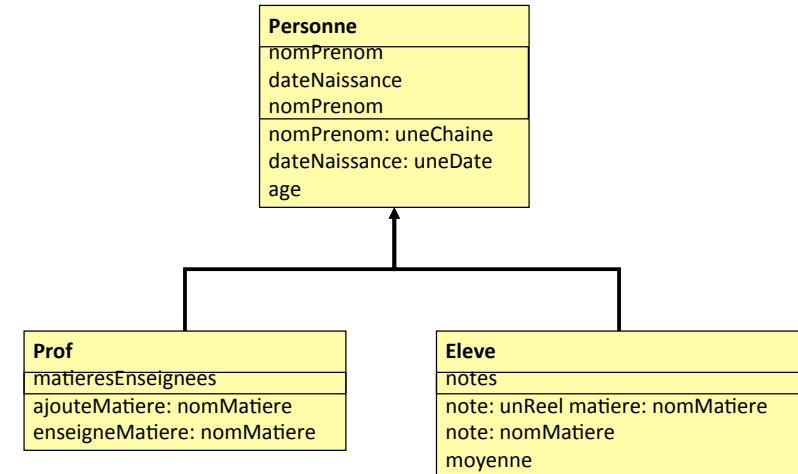 Personne
nomPrenom
dateNaissance
nomPrenom
nomPrenom: uneChaine
dateNaissance: uneDate
age
Prof
matieresEnseignees
ajouteMatiere: nomMatiere
enseigneMatiere: nomMatiere
Eleve
notes
note: unReel matiere: nomMatiere
note: nomMatiere
moyenne